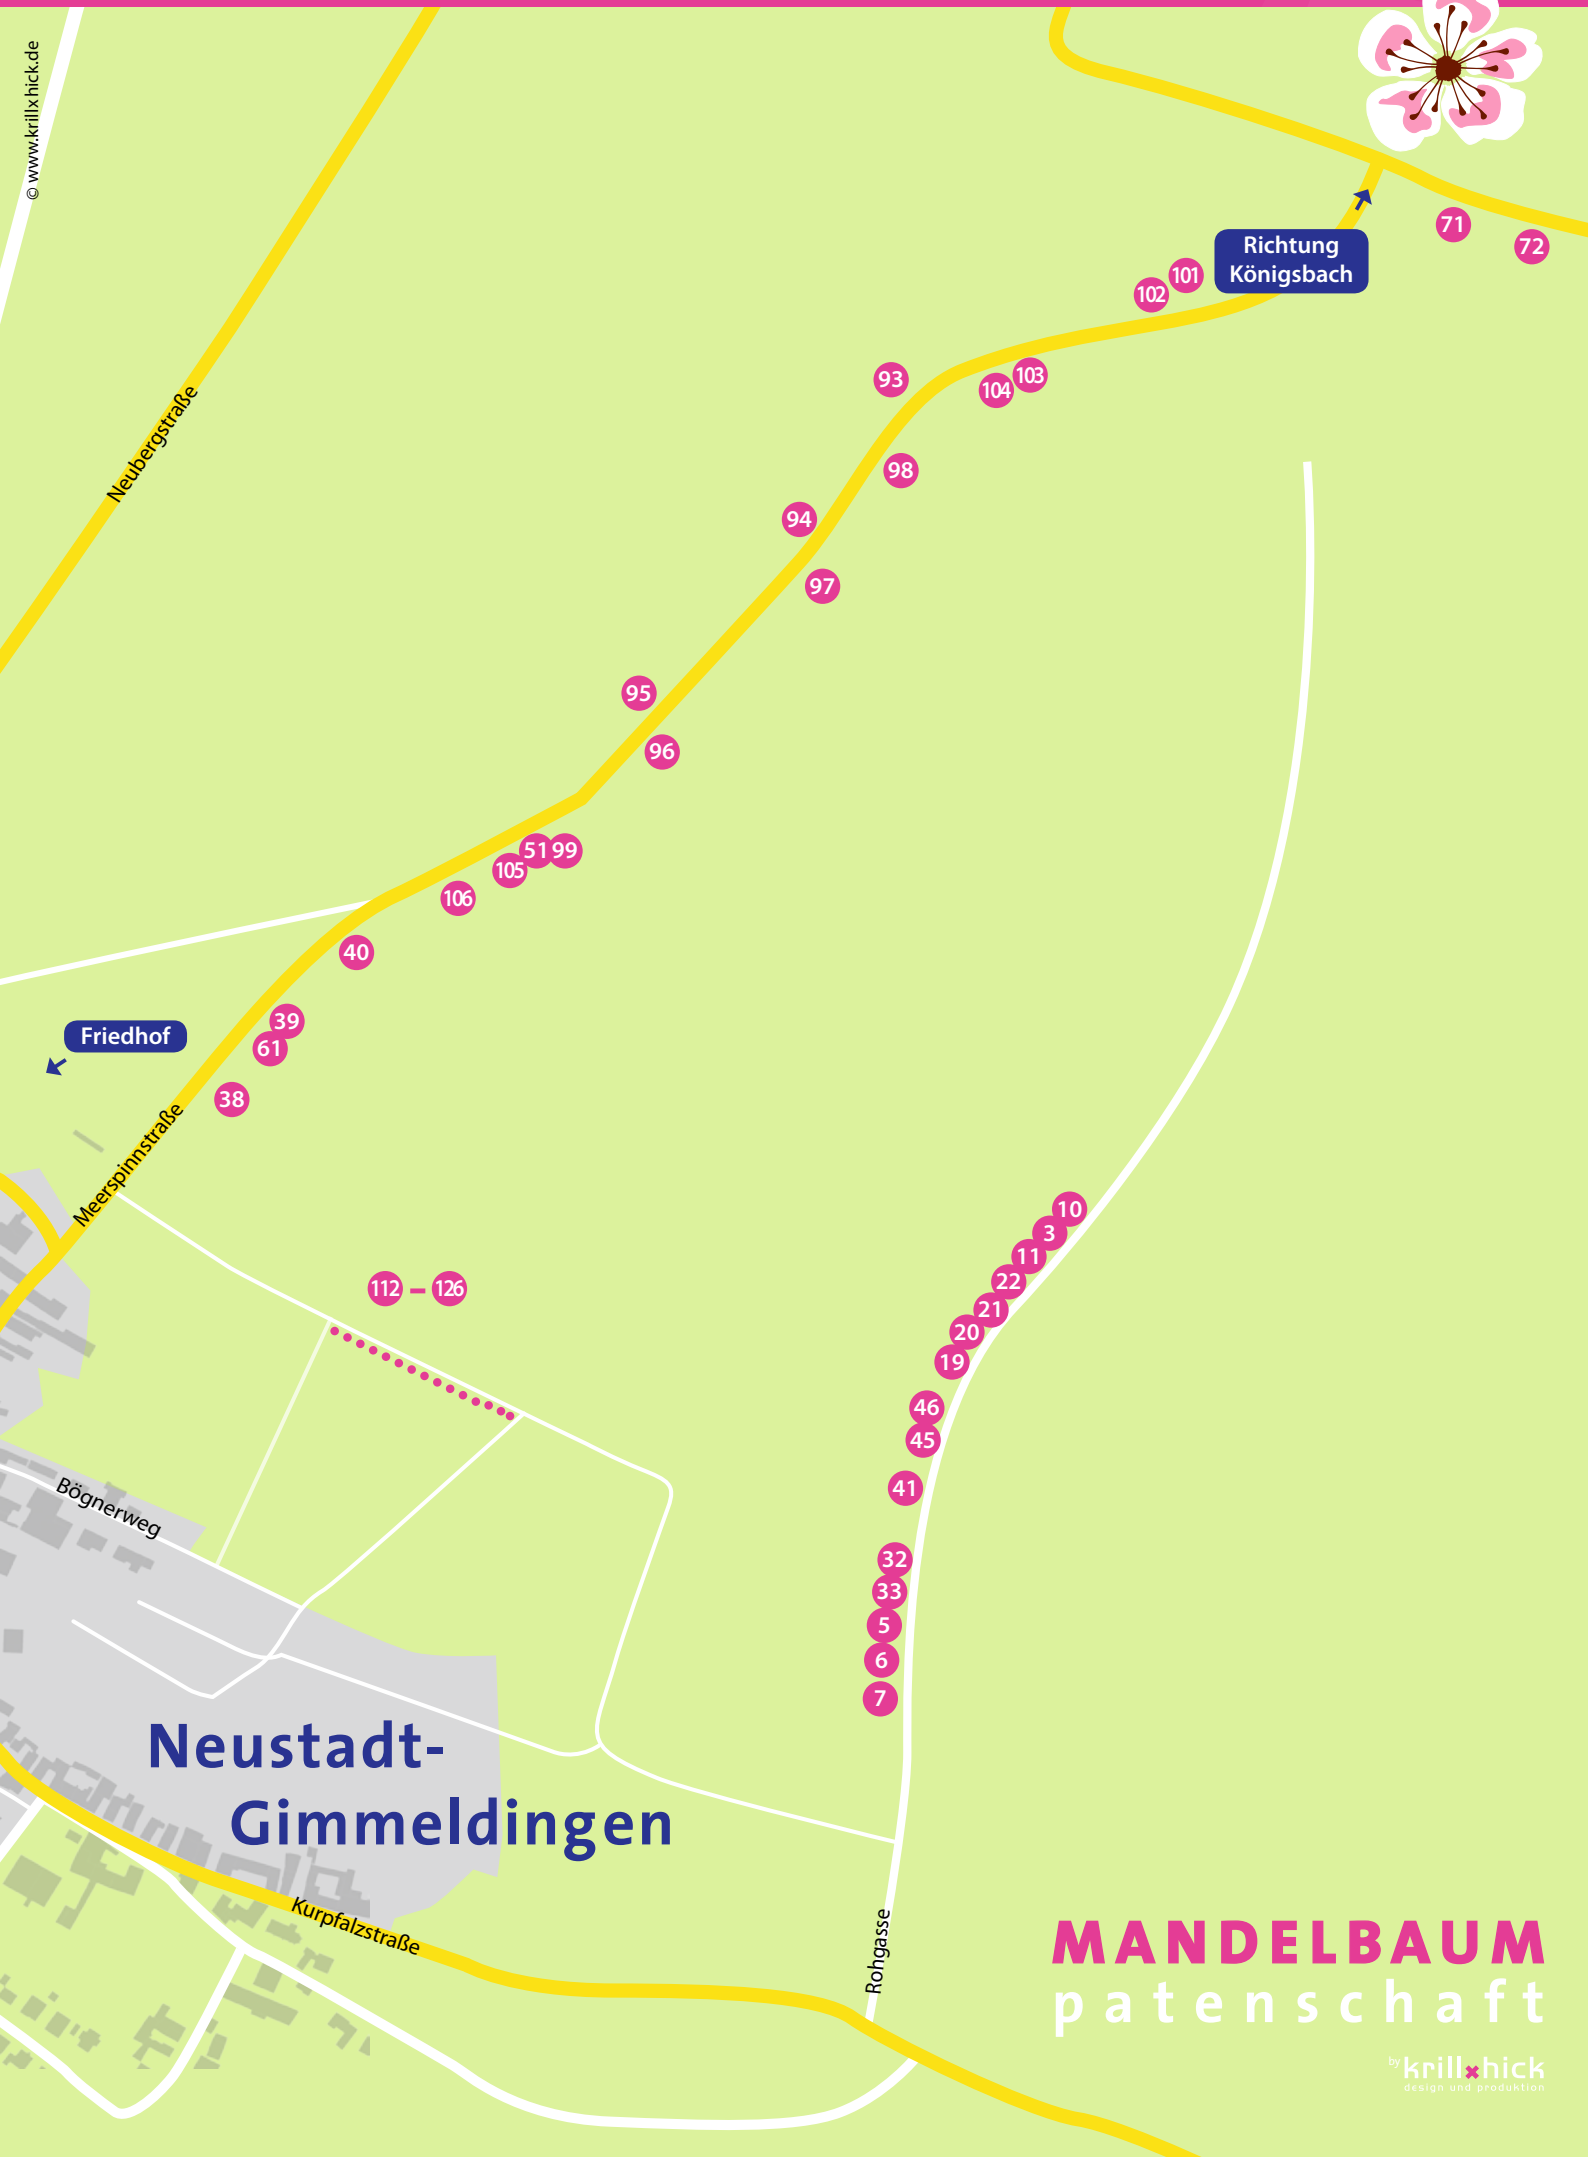 © www.krillxhick.de
71
72
Richtung
Königsbach
101
102
103
104
93
98
94
97
95
96
51
99
105
106
40
39
61
38
Neubergstraße
Friedhof
Meerspinnstraße
112 – 126
10
3
11
22
21
20
19
46
45
41
32
33
5
6
7
Bögnerweg
Neustadt-
Gimmeldingen
Kurpfalzstraße
Rohgasse
MANDELBAUM
patenschaft
by krillxhick
design und produktion